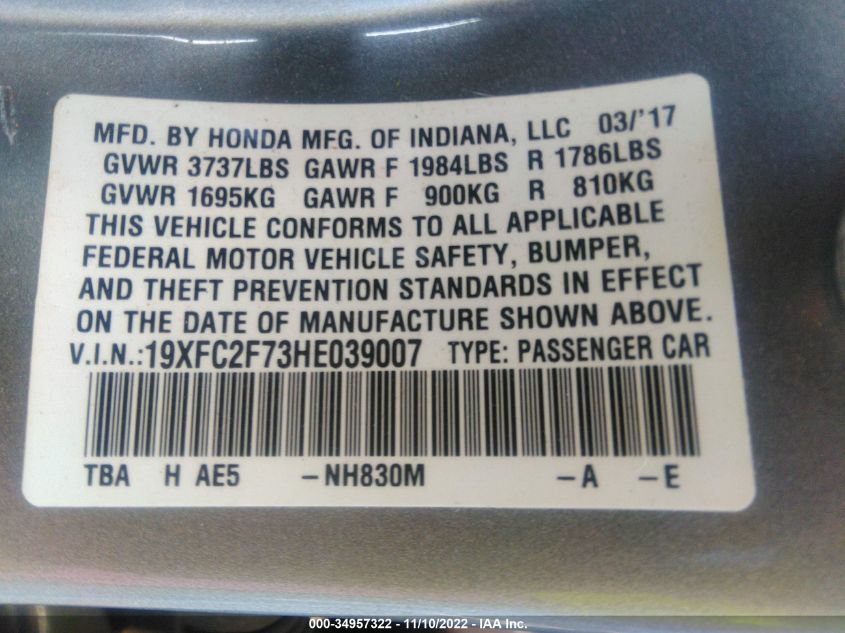 MFD. BY HONDA MFG. OF INDIANA, LLC 03/'17
GVWR 3737LBS GAWR F 1984LBS R 1786LBS
GVWR 1695KG GAWR F 900KG R 810KG
THIS VEHICLE CONFORMS TO ALL APPLICABLE
FEDERAL MOTOR VEHICLE SAFETY, BUMPER,
AND THEFT PREVENTION STANDARDS IN EFFECT
ON THE DATE OF MANUFACTURE SHOWN ABOVE.
V.I.N.:19XFC2F73HE039007 TYPE: PASSENGER CAR
TBA H AE5 -NH830M -A -E
000-34957322 - 11/10/2022 - IAA Inc.